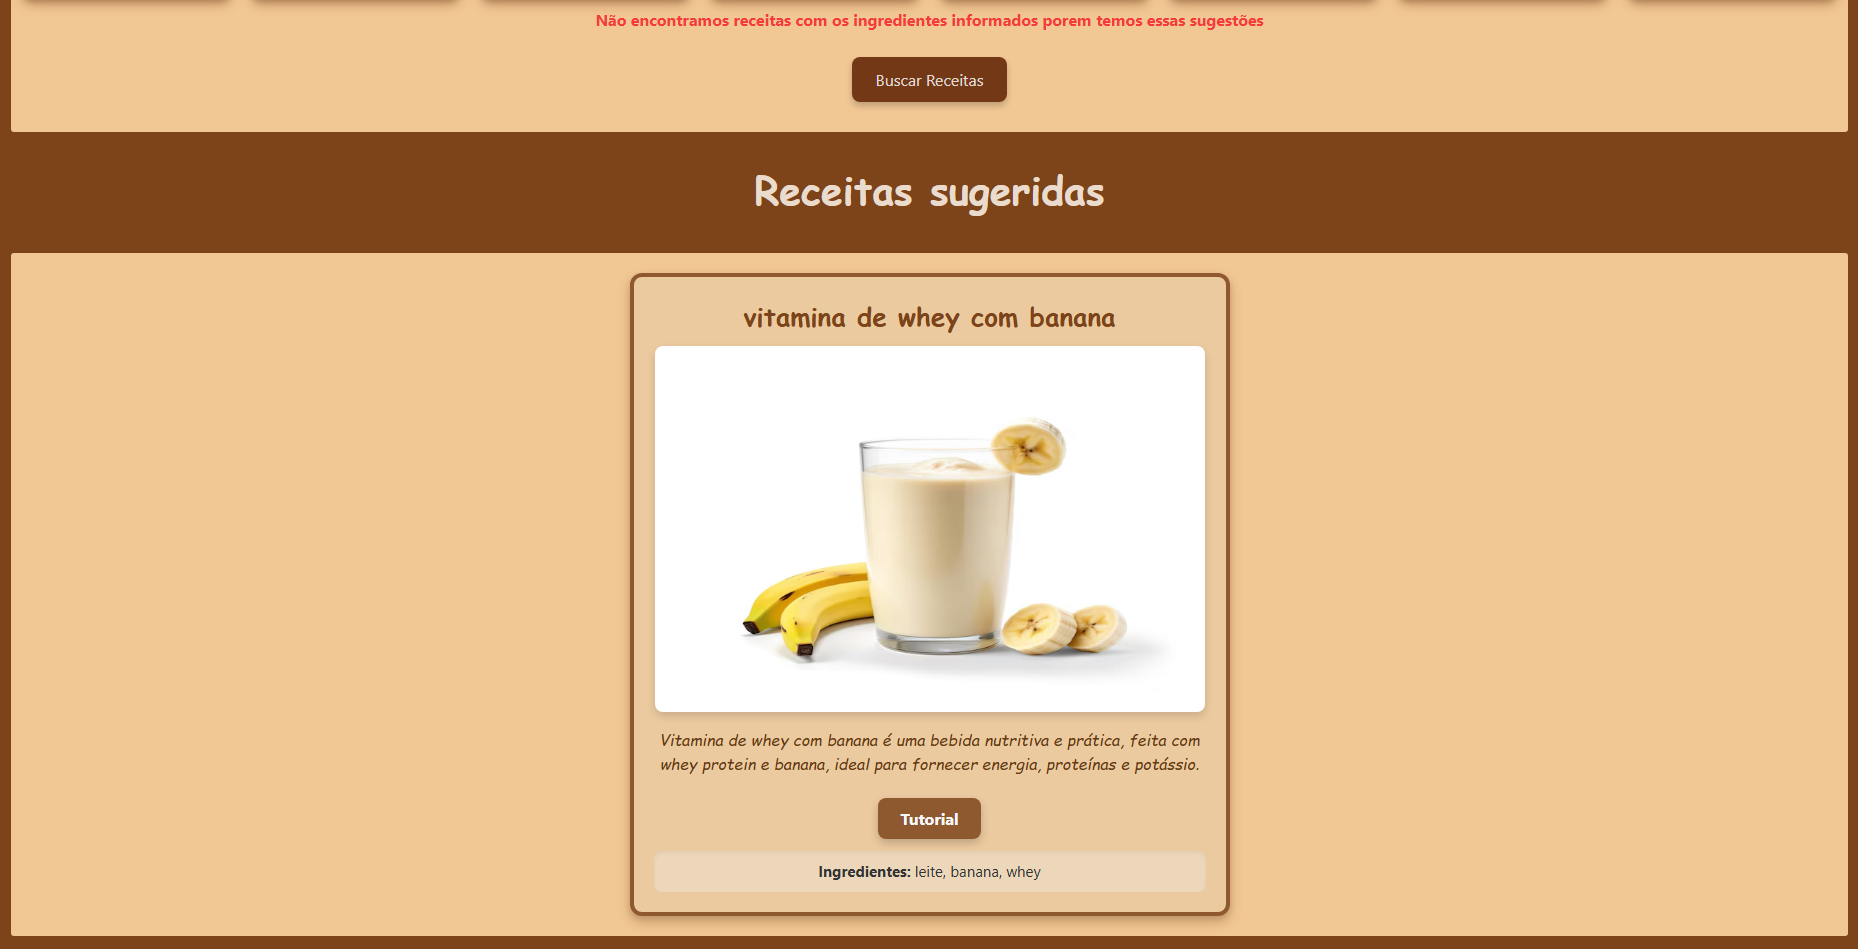 Não encontramos receitas com os ingredientes informados porem temos essas sugestões
Buscar Receitas
Receitas sugeridas
vitamina de whey com banana
Vitamina de whey com banana é uma bebida nutritiva e prática, feita com
whey protein e banana, ideal para fornecer energia, proteínas e potássio.
Tutorial
Ingredientes: leite, banana, whey